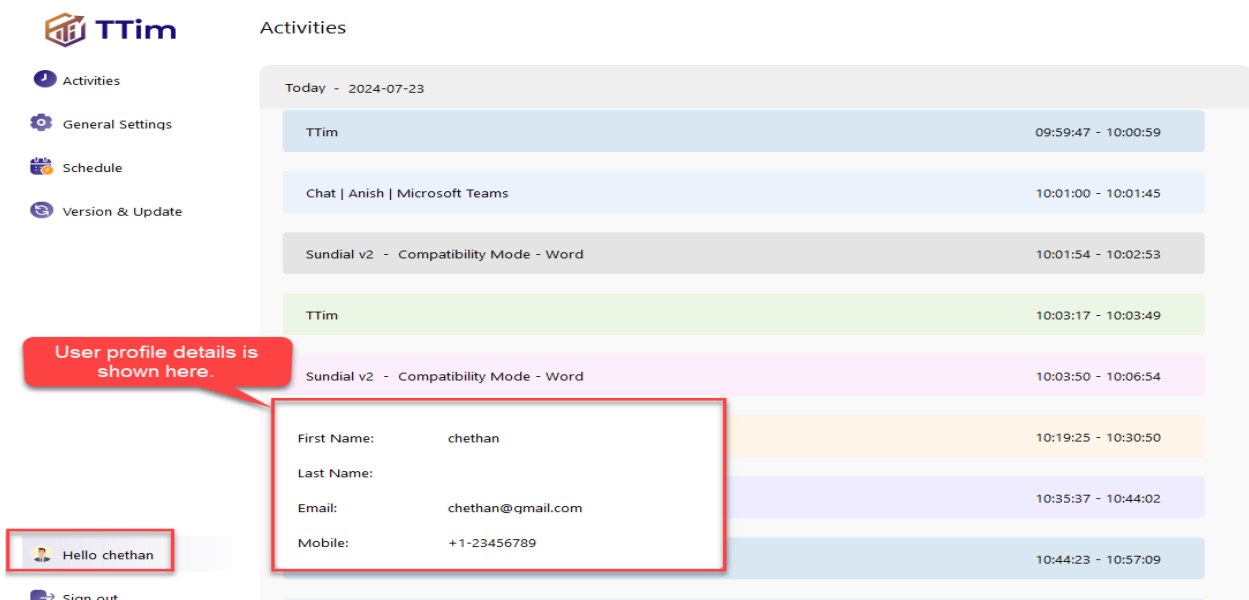 TTim
Activities
Activities
General Settings
Schedule
Version & Update
Today - 2024-07-23
TTim 09:59:47 - 10:00:59
Chat | Anish | Microsoft Teams 10:01:00 - 10:01:45
Sundial v2 - Compatibility Mode - Word 10:01:54 - 10:02:53
TTim 10:03:17 - 10:03:49
Sundial v2 - Compatibility Mode - Word 10:03:50 - 10:06:54
10:19:25 - 10:30:50
10:35:37 - 10:44:02
10:44:23 - 10:57:09
User profile details is
shown here.
First Name: chethan
Last Name:
Email: chethan@gmail.com
Mobile: +1-23456789
Hello chethan
Sign out